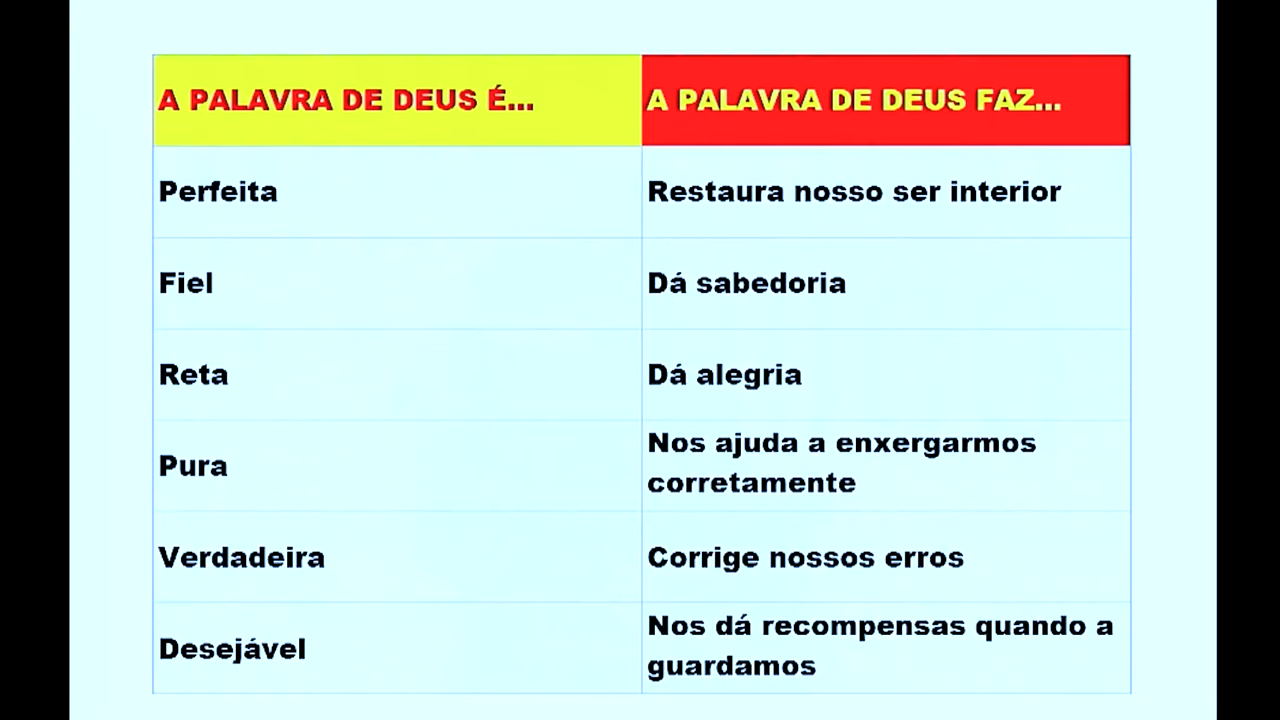 A PALAVRA DE DEUS É...
A PALAVRA DE DEUS FAZ...
Perfeita
Restaura nosso ser interior
Fiel
Dá sabedoria
Reta
Dá alegria
Pura
Nos ajuda a enxergarmos
corretamente
Verdadeira
Corrige nossos erros
Desejável
Nos dá recompensas quando a
guardamos